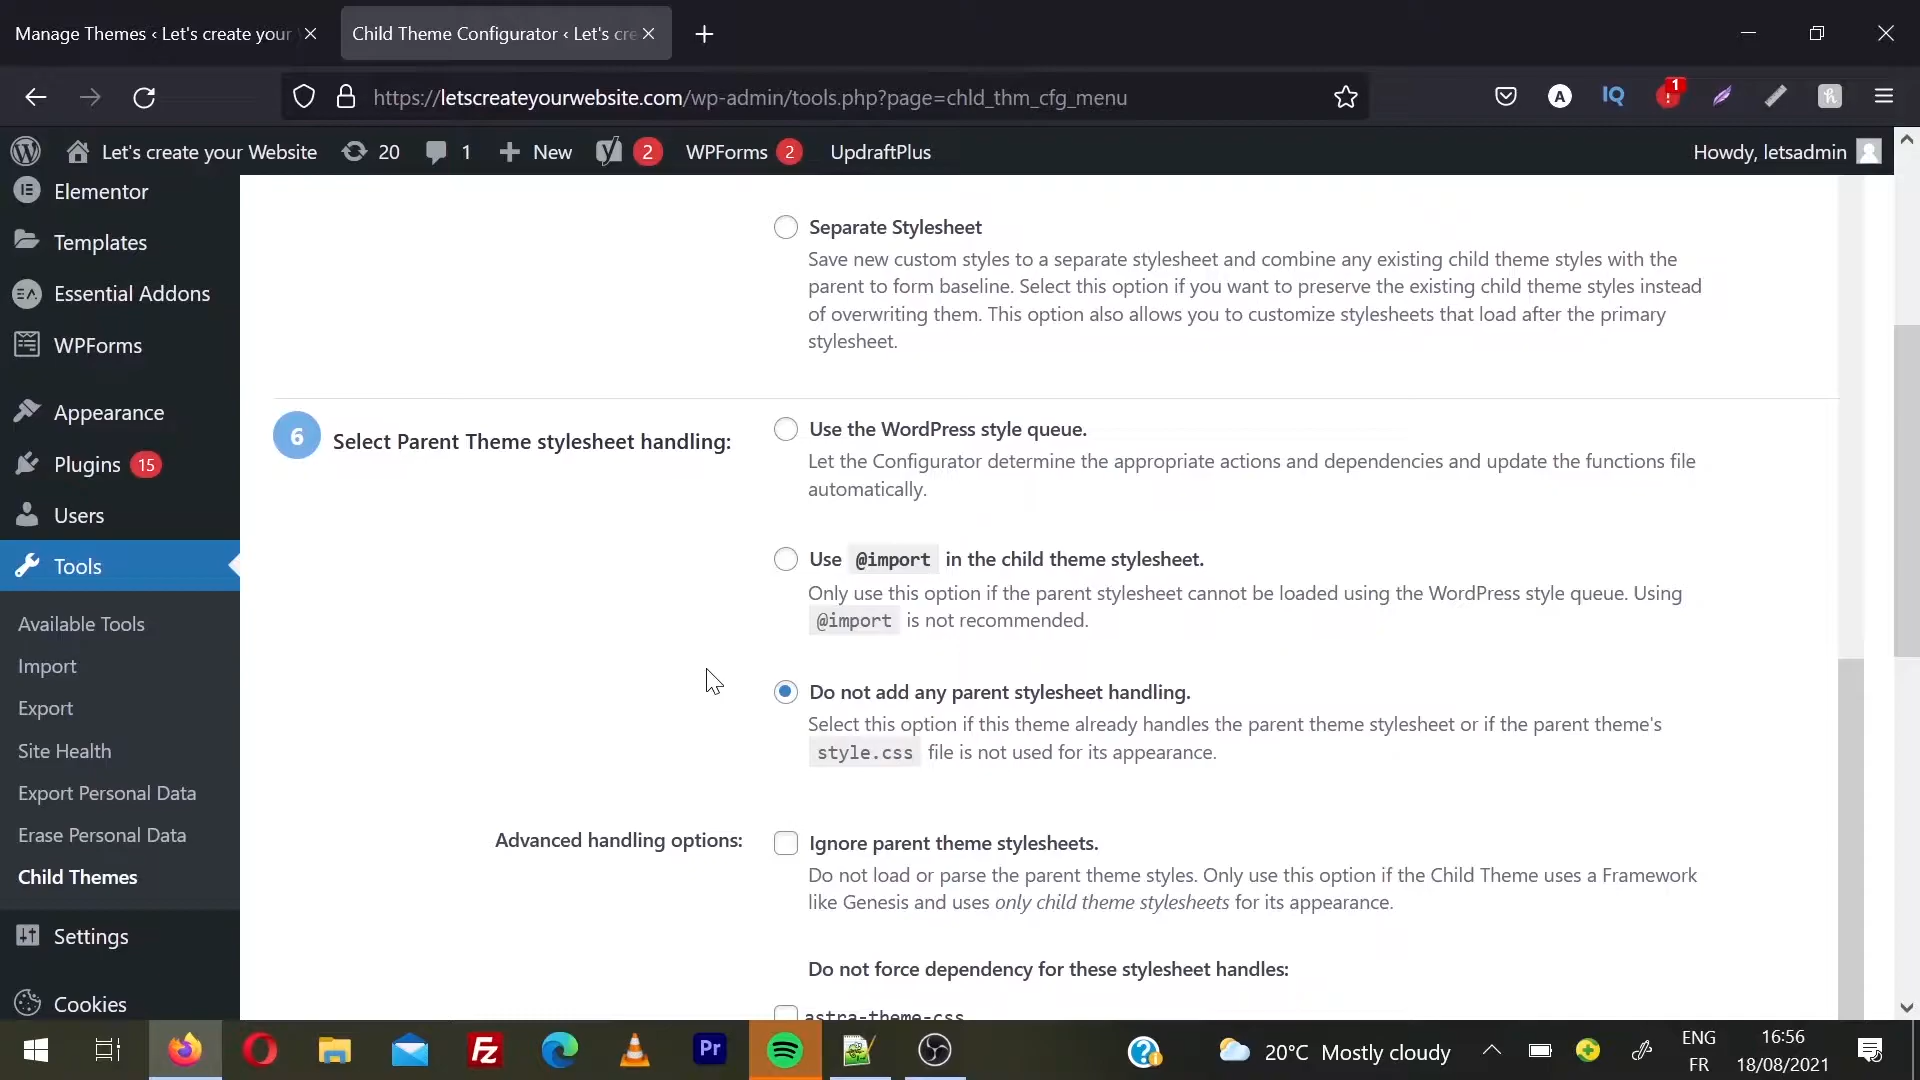 Manage Themes ‹ Let's create your
Child Theme Configurator ‹ Let's cre
https://letscreateyourwebsite.com/wp-admin/tools.php?page=chld_thm_cfg_menu
A
IQ
1
Let's create your Website
20
1
New
2
WPForms
2
UpdraftPlus
Howdy, letsadmin
Elementor
Templates
Essential Addons
WPForms
Appearance
Plugins
15
Users
Tools
Available Tools
Import
Export
Site Health
Export Personal Data
Erase Personal Data
Child Themes
Settings
Cookies
Separate Stylesheet
Save new custom styles to a separate stylesheet and combine any existing child theme styles with the
parent to form baseline. Select this option if you want to preserve the existing child theme styles instead
of overwriting them. This option also allows you to customize stylesheets that load after the primary
stylesheet.
6
Select Parent Theme stylesheet handling:
Use the WordPress style queue.
Let the Configurator determine the appropriate actions and dependencies and update the functions file
automatically.
Use @import in the child theme stylesheet.
Only use this option if the parent stylesheet cannot be loaded using the WordPress style queue. Using
@import is not recommended.
Do not add any parent stylesheet handling.
Select this option if this theme already handles the parent theme stylesheet or if the parent theme's
style.css file is not used for its appearance.
Advanced handling options:
Ignore parent theme stylesheets.
Do not load or parse the parent theme styles. Only use this option if the Child Theme uses a Framework
like Genesis and uses only child theme stylesheets for its appearance.
Do not force dependency for these stylesheet handles:
astra-theme-css
Fz
Pr
20°C Mostly cloudy
ENG
FR
16:56
18/08/2021